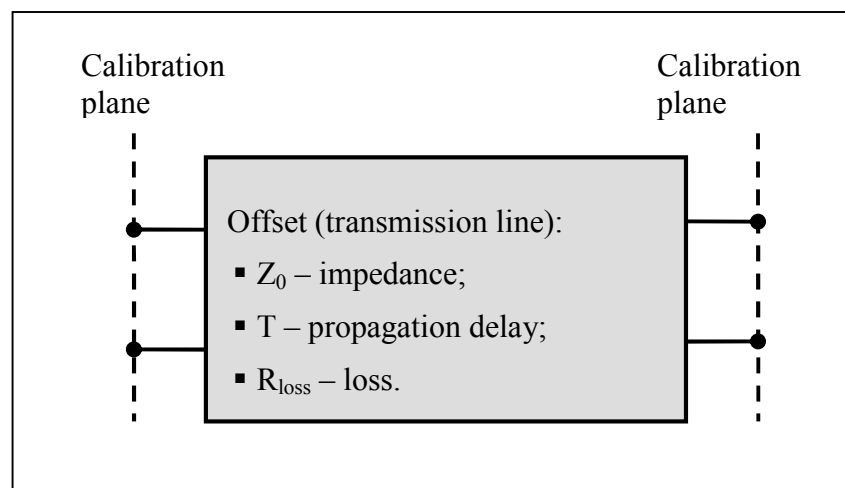 Calibration
plane
Calibration
plane
Offset (transmission line):
▪ Z₀ – impedance;
▪ T – propagation delay;
▪ Rₗₒₛₛ – loss.